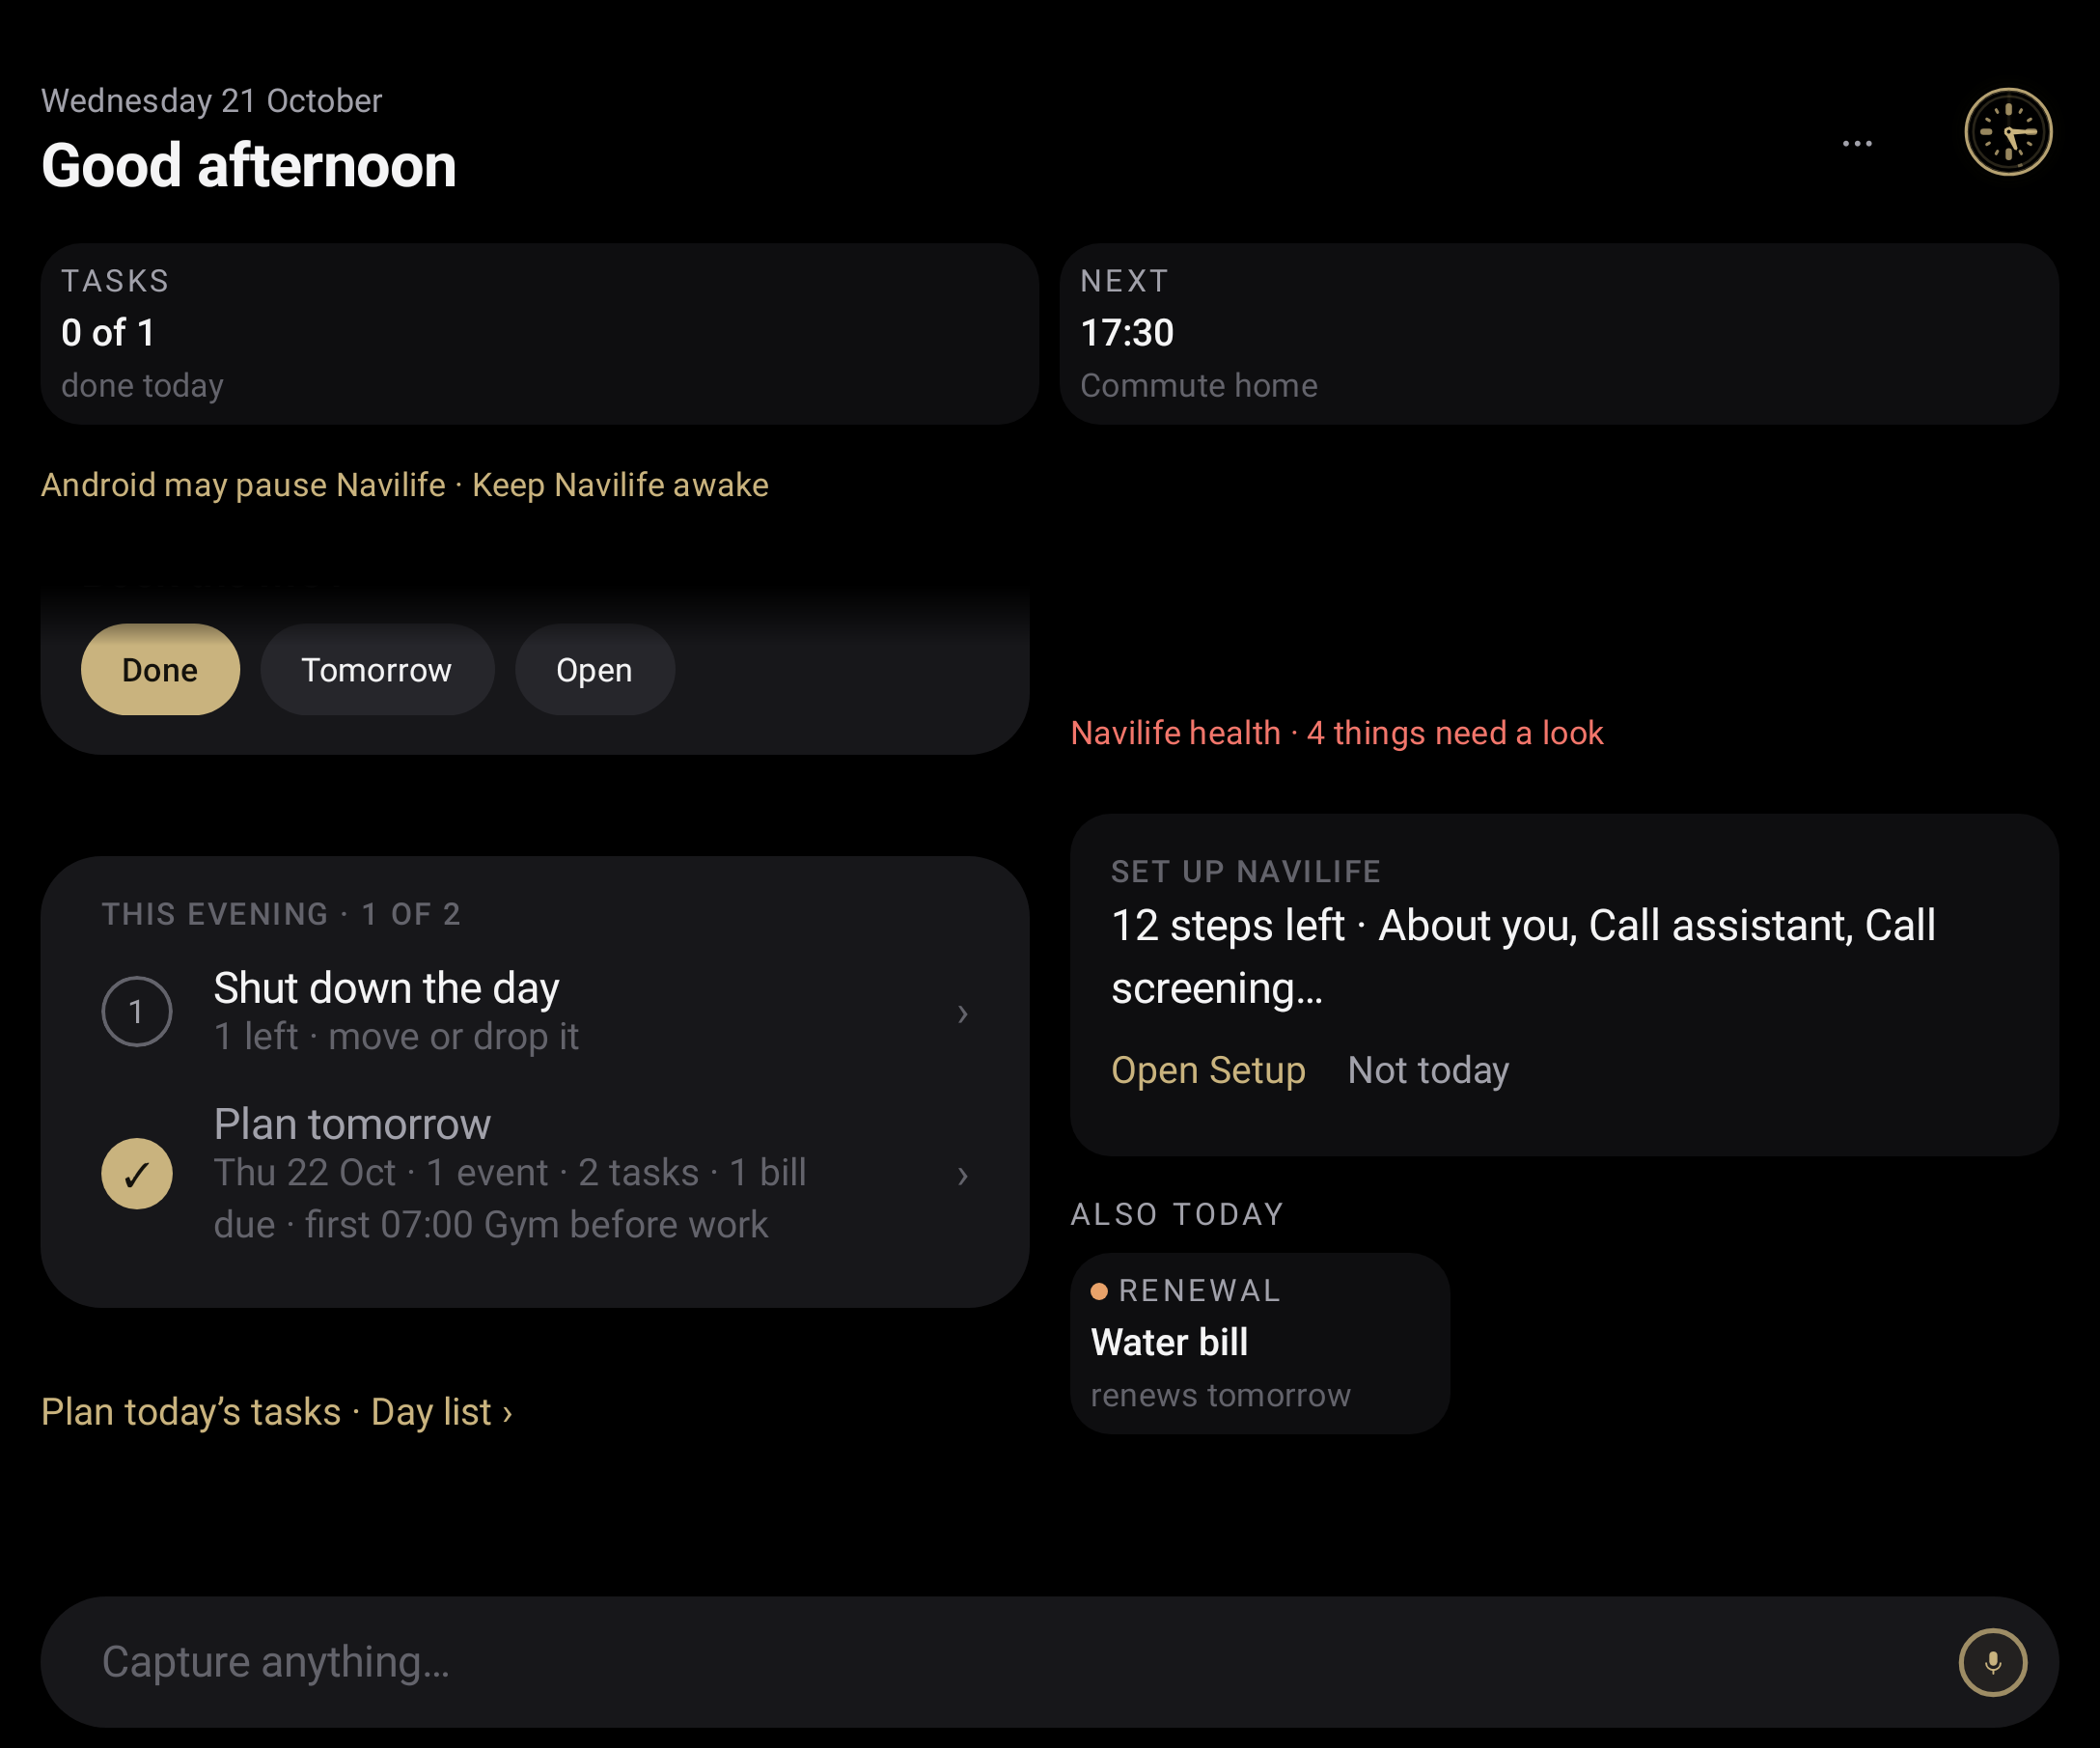 Wednesday 21 October
Good afternoon
...
TASKS
0 of 1
done today
NEXT
17:30
Commute home
Android may pause Navilife · Keep Navilife awake
Done
Tomorrow
Open
THIS EVENING · 1 OF 2
1
Shut down the day
1 left · move or drop it
›
✓
Plan tomorrow
Thu 22 Oct · 1 event · 2 tasks · 1 bill
due · first 07:00 Gym before work
›
Plan today’s tasks · Day list ›
Navilife health · 4 things need a look
SET UP NAVILIFE
12 steps left · About you, Call assistant, Call
screening…
Open Setup
Not today
ALSO TODAY
RENEWAL
Water bill
renews tomorrow
Capture anything…